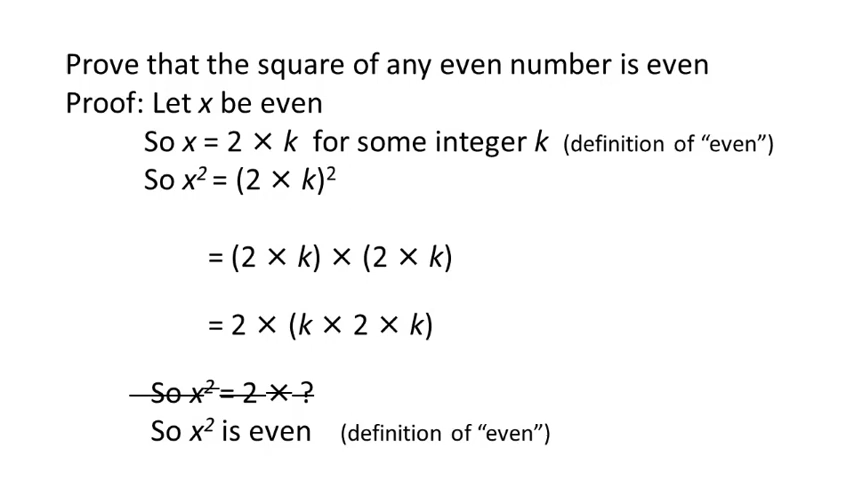 Prove that the square of any even number is even
Proof: Let x be even
So x = 2 × k for some integer k (definition of “even”)
So x² = (2 × k)²
= (2 × k) × (2 × k)
= 2 × (k × 2 × k)
So x² = 2 × ?
So x² is even (definition of “even”)